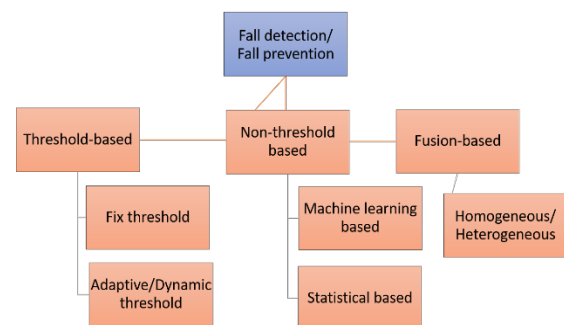 Fall detection/
Fall prevention
Threshold-based
Non-threshold
based
Fusion-based
Fix threshold
Adaptive/Dynamic
threshold
Machine learning
based
Statistical based
Homogeneous/
Heterogeneous